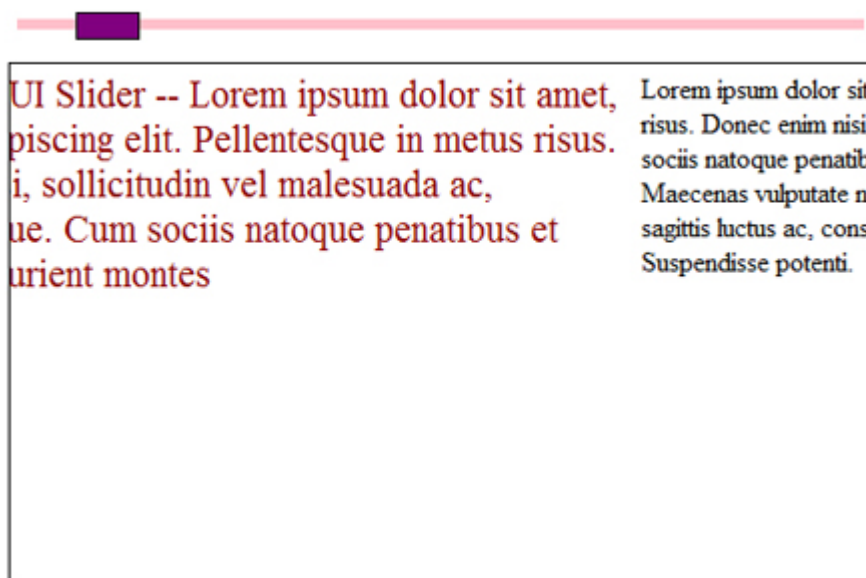 UI Slider -- Lorem ipsum dolor sit amet,
piscing elit. Pellentesque in metus risus.
i, sollicitudin vel malesuada ac,
ue. Cum sociis natoque penatibus et
urient montes
Lorem ipsum dolor sit
risus. Donec enim nisi
sociis natoque penatib
Maecenas vulputate
sagittis luctus ac, cons
Suspendisse potenti.